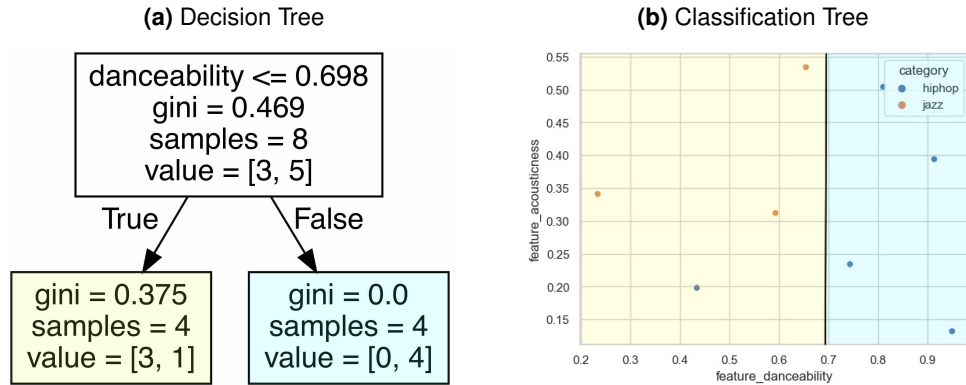 (a) Decision Tree
danceability <= 0.698
gini = 0.469
samples = 8
value = [3, 5]
True
False
gini = 0.375
samples = 4
value = [3, 1]
gini = 0.0
samples = 4
value = [0, 4]
(b) Classification Tree
category
hiphop
jazz
feature_acousticness
0.55
0.50
0.45
0.40
0.35
0.30
0.25
0.20
0.15
0.2 0.3 0.4 0.5 0.6 0.7 0.8 0.9
feature_danceability